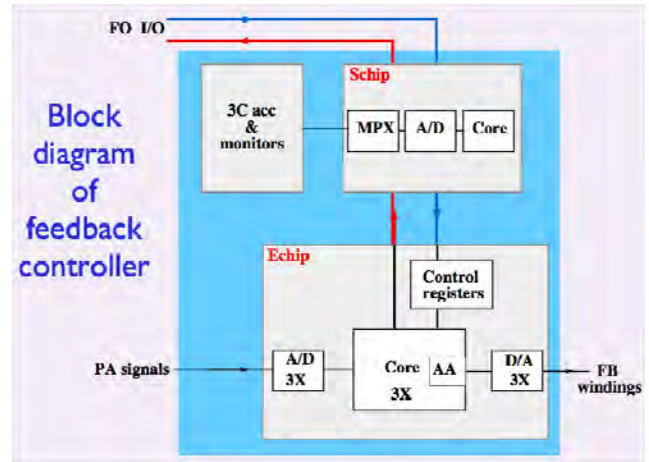 FO I/O
Block
diagram
of
feedback
controller
3C acc
&
monitors
Schip
MPX
A/D
Core
Echip
Control
registers
PA signals
A/D
3X
Core
3X
AA
D/A
3X
FB
windings